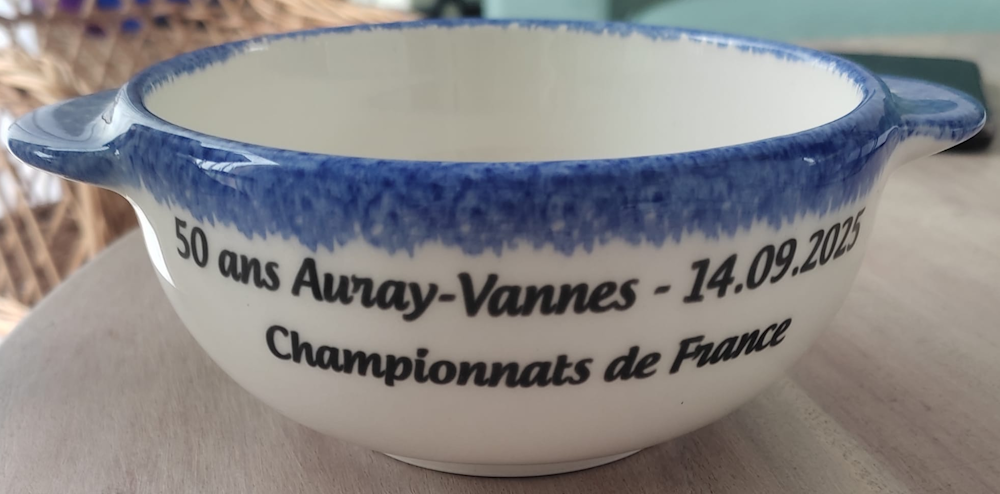 50 ans Auray-Vannes - 14.09.2025
Championnats de France